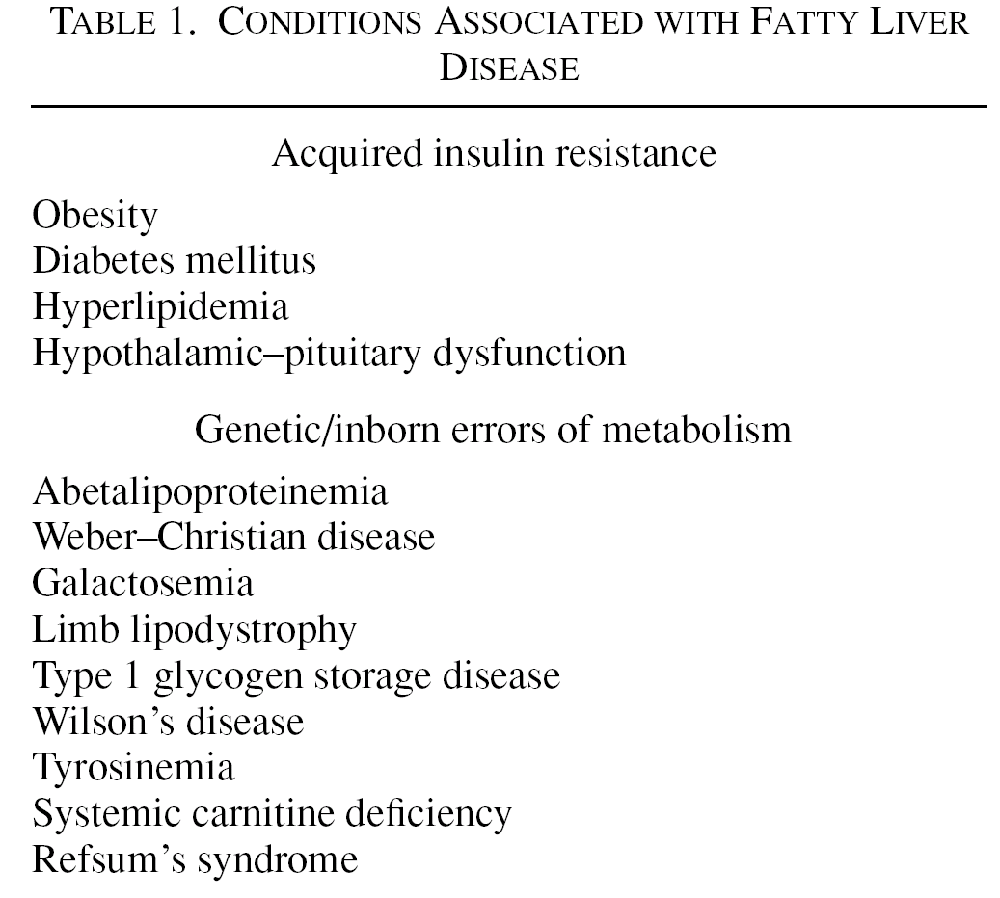 TABLE 1. CONDITIONS ASSOCIATED WITH FATTY LIVER
DISEASE
Acquired insulin resistance
Obesity
Diabetes mellitus
Hyperlipidemia
Hypothalamic–pituitary dysfunction
Genetic/inborn errors of metabolism
Abetalipoproteinemia
Weber–Christian disease
Galactosemia
Limb lipodystrophy
Type 1 glycogen storage disease
Wilson’s disease
Tyrosinemia
Systemic carnitine deficiency
Refsum’s syndrome